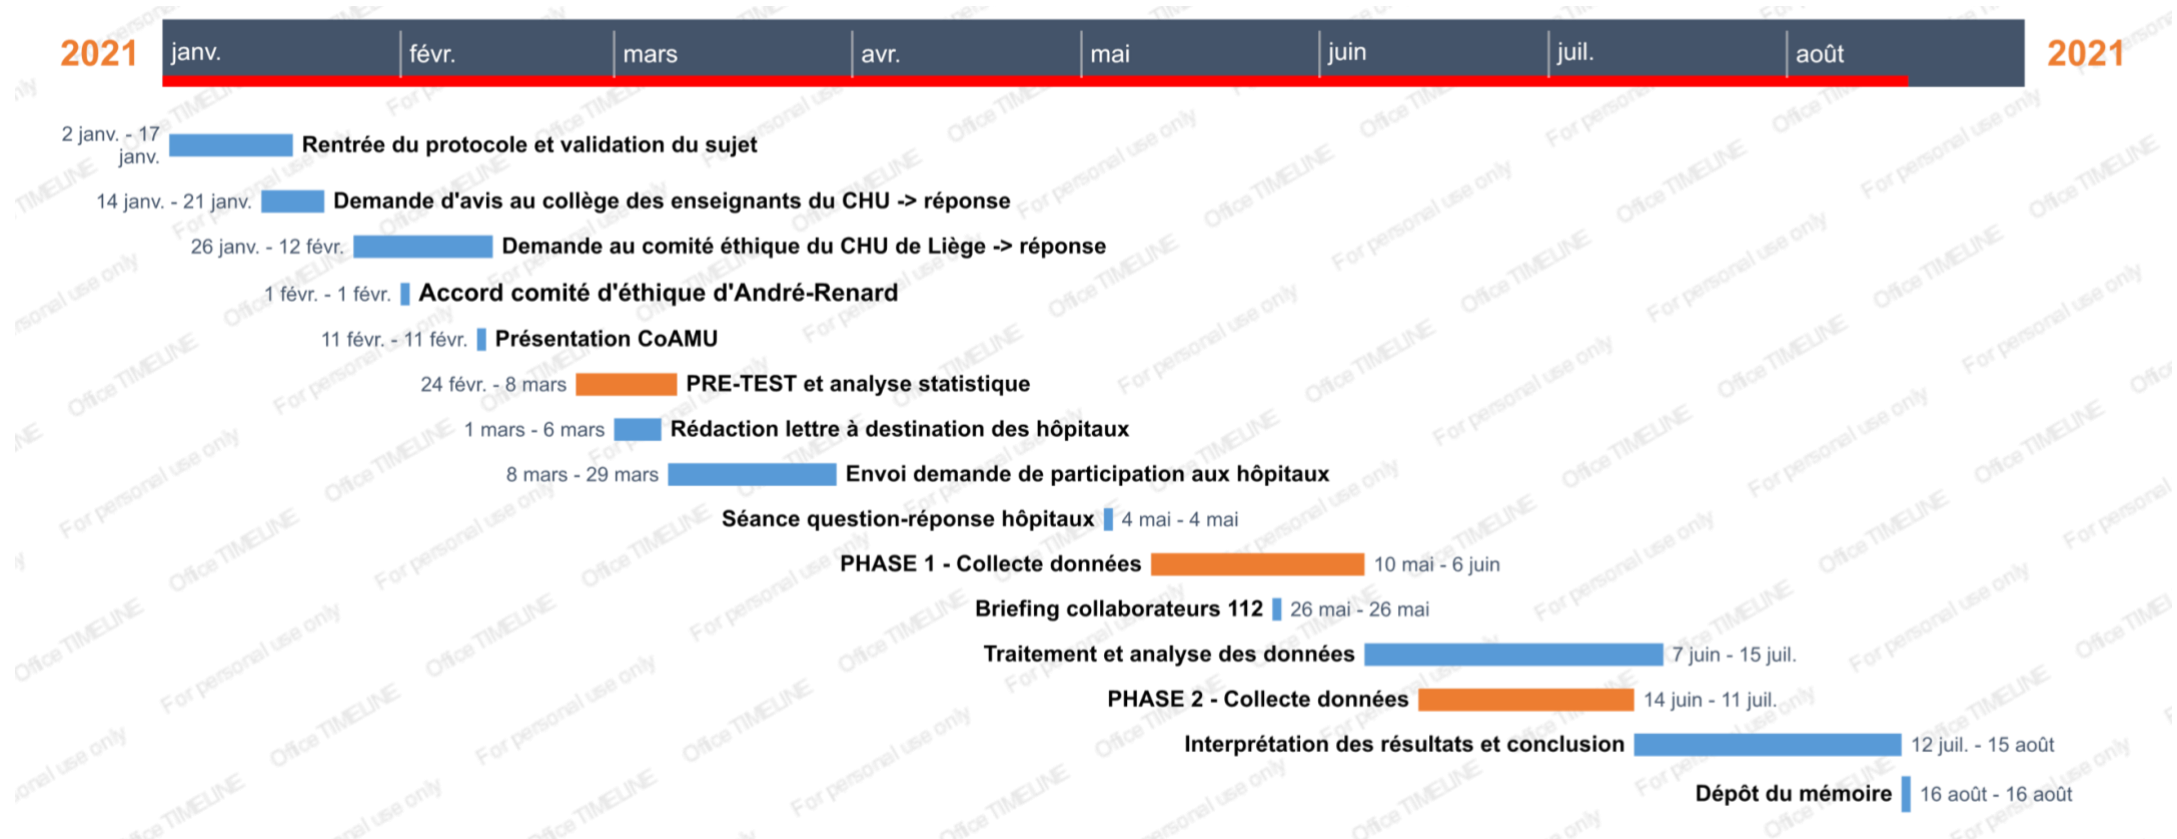 2021 janv. févr. mars avr. mai juin juil. août 2021
2 janv. - 17
janv.
Rentrée du protocole et validation du sujet
14 janv. - 21 janv. Demande d'avis au collège des enseignants du CHU -> réponse
26 janv. - 12 févr. Demande au comité éthique du CHU de Liège -> réponse
1 févr. - 1 févr. Accord comité d'éthique d'André-Renard
11 févr. - 11 févr. Présentation CoAMU
24 févr. - 8 mars PRE-TEST et analyse statistique
1 mars - 6 mars Rédaction lettre à destination des hôpitaux
8 mars - 29 mars Envoi demande de participation aux hôpitaux
Séance question-réponse hôpitaux 4 mai - 4 mai
PHASE 1 - Collecte données 10 mai - 6 juin
Briefing collaborateurs 112 26 mai - 26 mai
Traitement et analyse des données 7 juin - 15 juil.
PHASE 2 - Collecte données 14 juin - 11 juil.
Interprétation des résultats et conclusion 12 juil. - 15 août
Dépôt du mémoire 16 août - 16 août
Office TIMELINE For personal use only